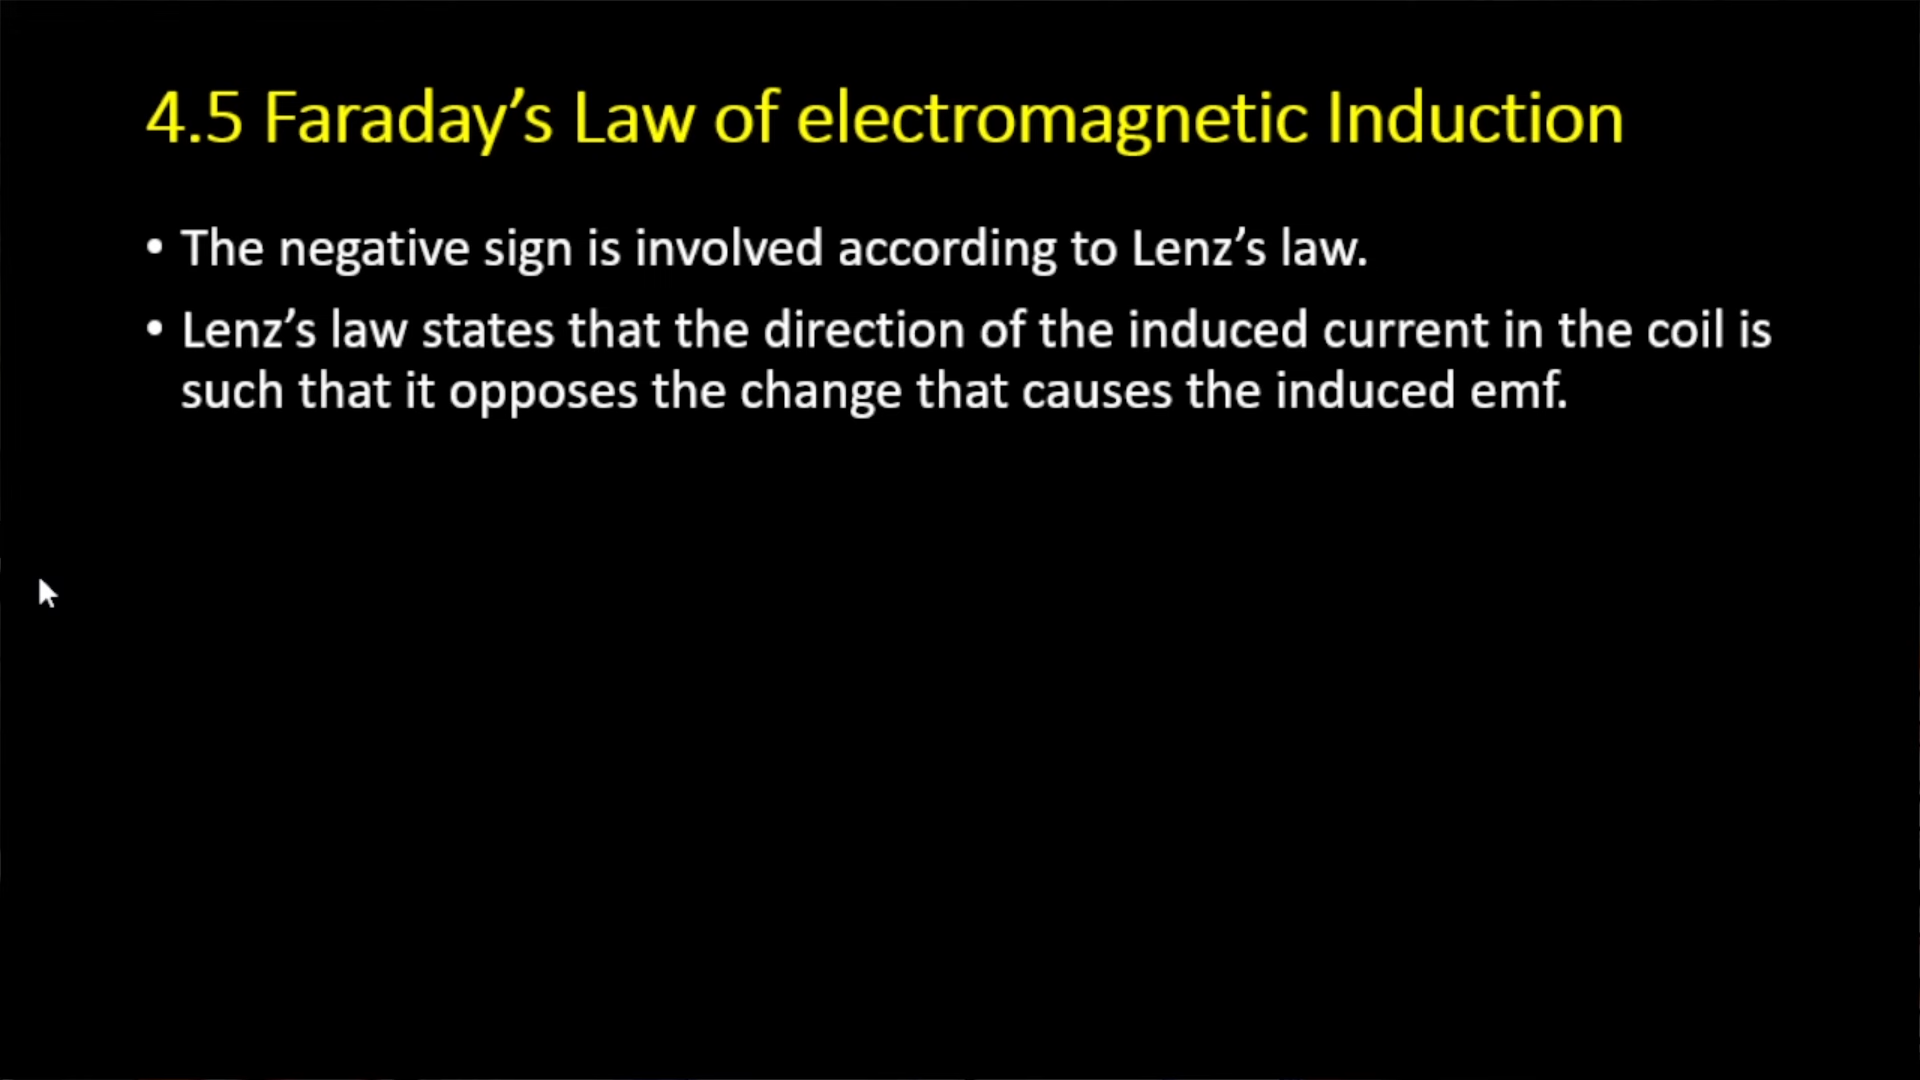 4.5 Faraday’s Law of electromagnetic Induction
• The negative sign is involved according to Lenz’s law.
• Lenz’s law states that the direction of the induced current in the coil is
such that it opposes the change that causes the induced emf.